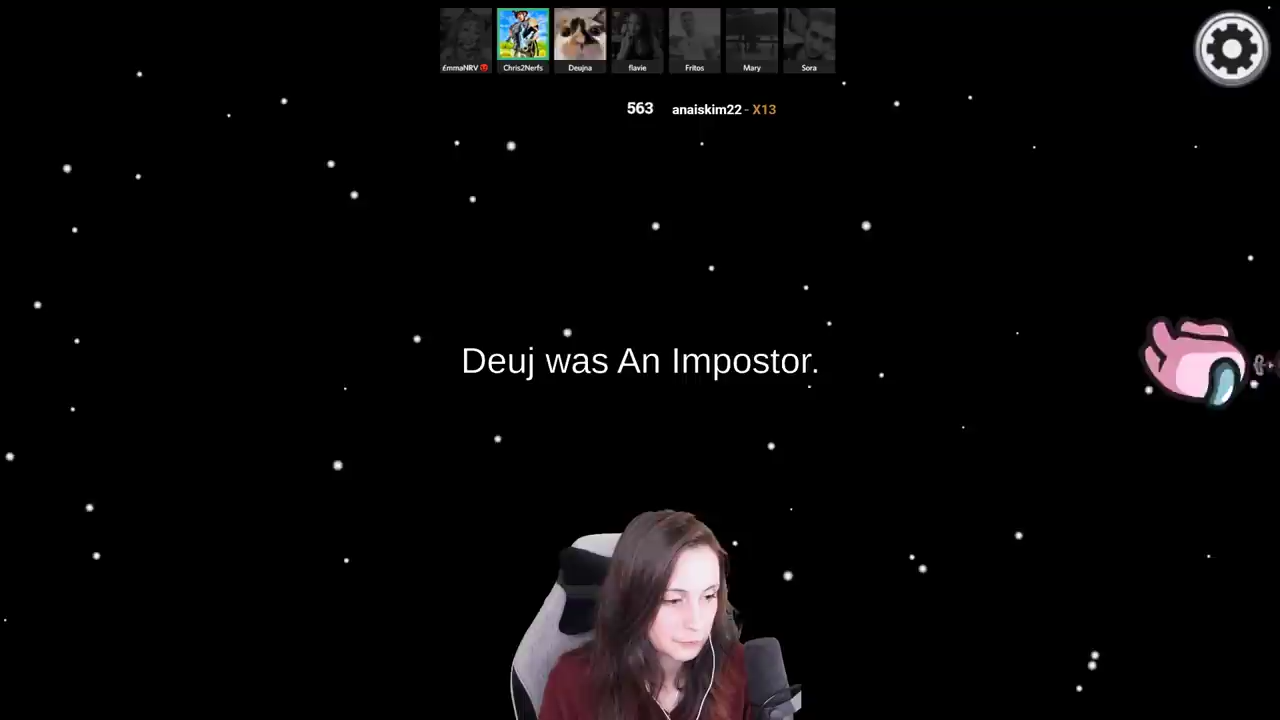 EmmaNRV
Chris2Nerfs
Deujna
flavie
Fritos
Mary
Sora
563 anaiskim22 - X13
Deuj was An Impostor.